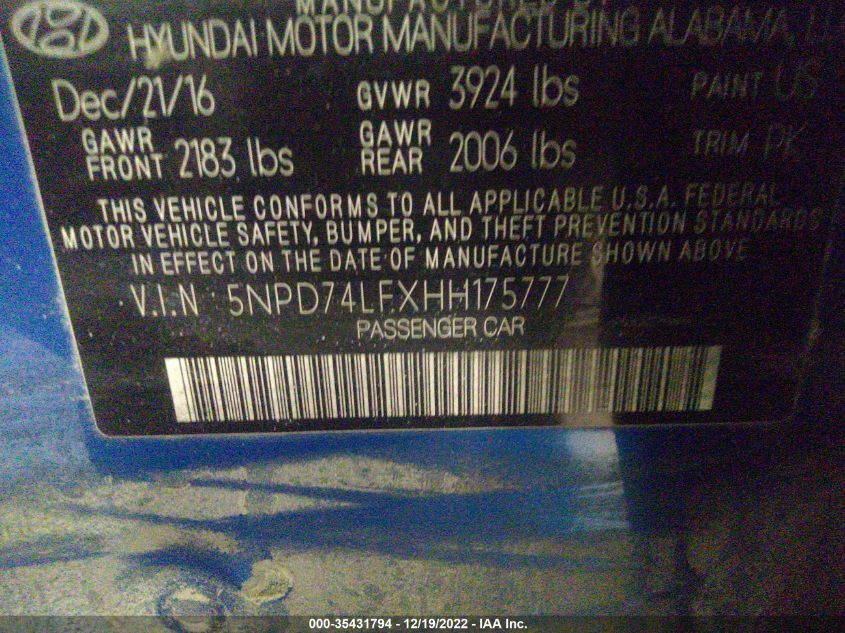 MANUFACTURED BY
HYUNDAI MOTOR MANUFACTURING ALABAMA,
Dec/21/16 GVWR 3924 lbs PAINT US
GAWR FRONT 2183 lbs GAWR REAR 2006 lbs TRIM PK
THIS VEHICLE CONFORMS TO ALL APPLICABLE U.S.A. FEDERAL
MOTOR VEHICLE SAFETY, BUMPER, AND THEFT PREVENTION STANDARDS
IN EFFECT ON THE DATE OF MANUFACTURE SHOWN ABOVE
V.I.N 5NPD74LFXHH175777
PASSENGER CAR
000-35431794 - 12/19/2022 - IAA Inc.